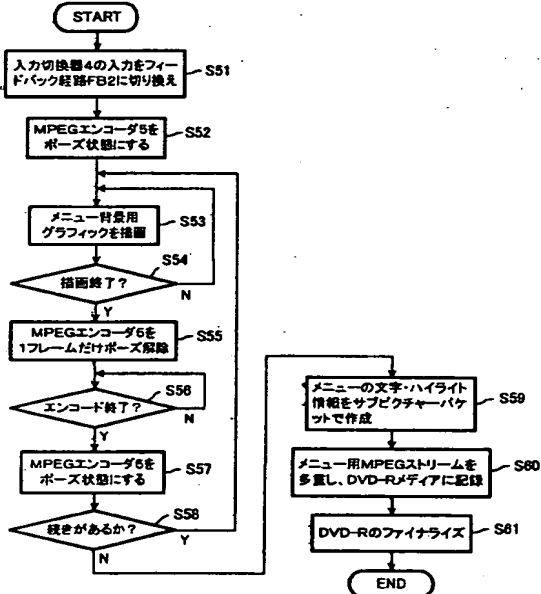 START
入力切換器4の入力をフィー
ドバック経路FB2に切り換え
S51
MPEGエンコーダ5を
ポーズ状態にする
S52
メニュー背景用
グラフィックを描画
S53
描画終了?
S54
N
Y
MPEGエンコーダ5を
1フレームだけポーズ解除
S55
エンコード終了?
S56
N
Y
MPEGエンコーダ5を
ポーズ状態にする
S57
続きがあるか?
S58
Y
N
メニューの文字・ハイライト
情報をサブピクチャーパケ
ットで作成
S59
メニュー用MPEGストリームを
多重し、DVD-Rメディアに記録
S60
DVD-Rのファイナライズ
S61
END